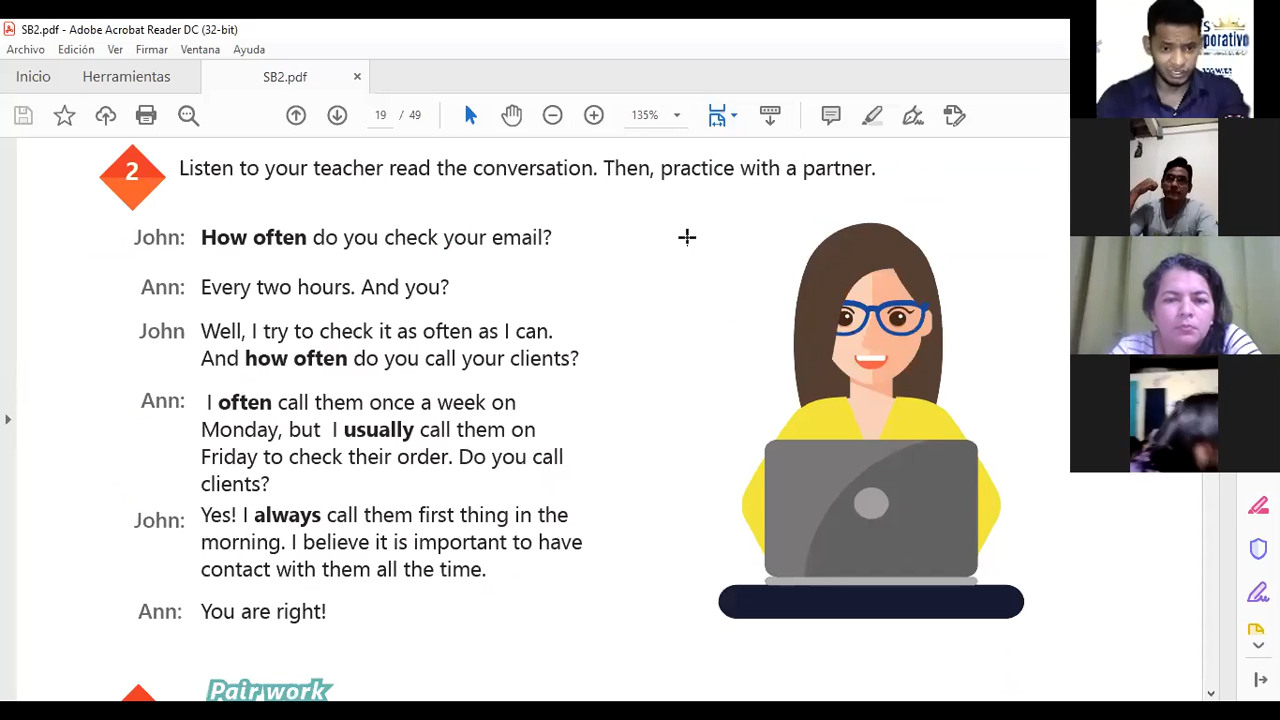 SB2.pdf - Adobe Acrobat Reader DC (32-bit)
Archivo Edición Ver Firmar Ventana Ayuda
Inicio Herramientas SB2.pdf ×
19 / 49 135%
2 Listen to your teacher read the conversation. Then, practice with a partner.
John: How often do you check your email?
Ann: Every two hours. And you?
John Well, I try to check it as often as I can.
And how often do you call your clients?
Ann: I often call them once a week on
Monday, but I usually call them on
Friday to check their order. Do you call
clients?
John: Yes! I always call them first thing in the
morning. I believe it is important to have
contact with them all the time.
Ann: You are right!
Pair work